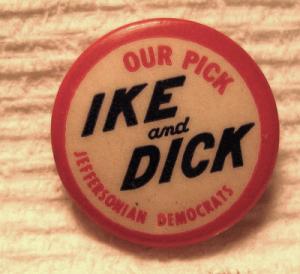 OUR PICK
IKE
and
DICK
JEFFERSONIAN DEMOCRATS